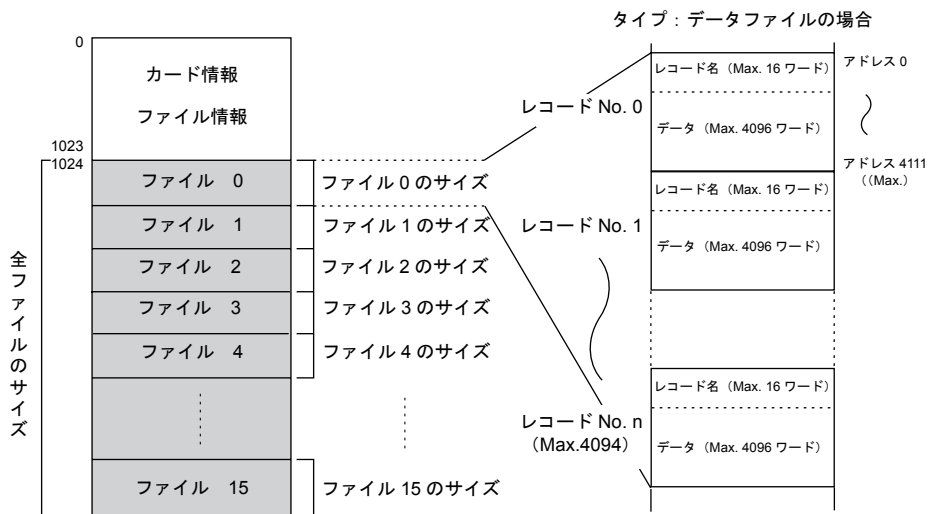 タイプ：データファイルの場合
0
カード情報
ファイル情報
1023
1024
全ファイルのサイズ
ファイル 0
ファイル 0 のサイズ
ファイル 1
ファイル 1 のサイズ
ファイル 2
ファイル 2 のサイズ
ファイル 3
ファイル 3 のサイズ
ファイル 4
ファイル 4 のサイズ
ファイル 15
ファイル 15 のサイズ
レコード No. 0
レコード名（Max. 16 ワード）
データ（Max. 4096 ワード）
アドレス 0
アドレス 4111
（(Max.）
レコード No. 1
レコード名（Max. 16 ワード）
データ（Max. 4096 ワード）
レコード No. n
（Max.4094）
レコード名（Max. 16 ワード）
データ（Max. 4096 ワード）